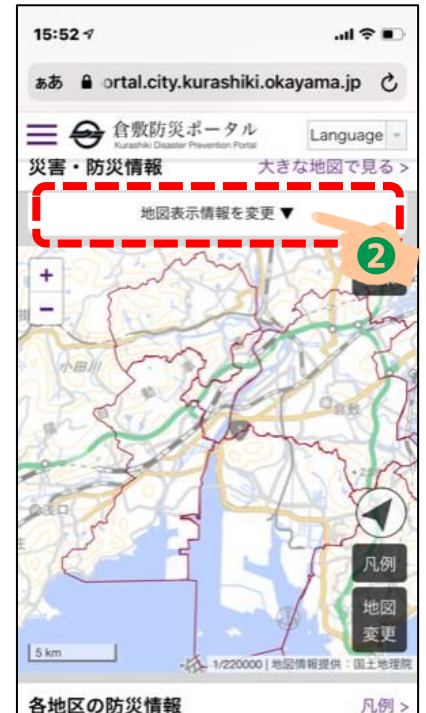 15:52
ああ ortal.city.kurashiki.okayama.jp
倉敷防災ポータル
Kurashiki Disaster Prevention Portal
Language
災害・防災情報
大きな地図で見る >
地図表示情報を変更 ▼
2
+
−
小田川
倉敷
浅口
凡例
地図
変更
5 km
1/220000 | 地図情報提供：国土地理院
各地区の防災情報
凡例 >